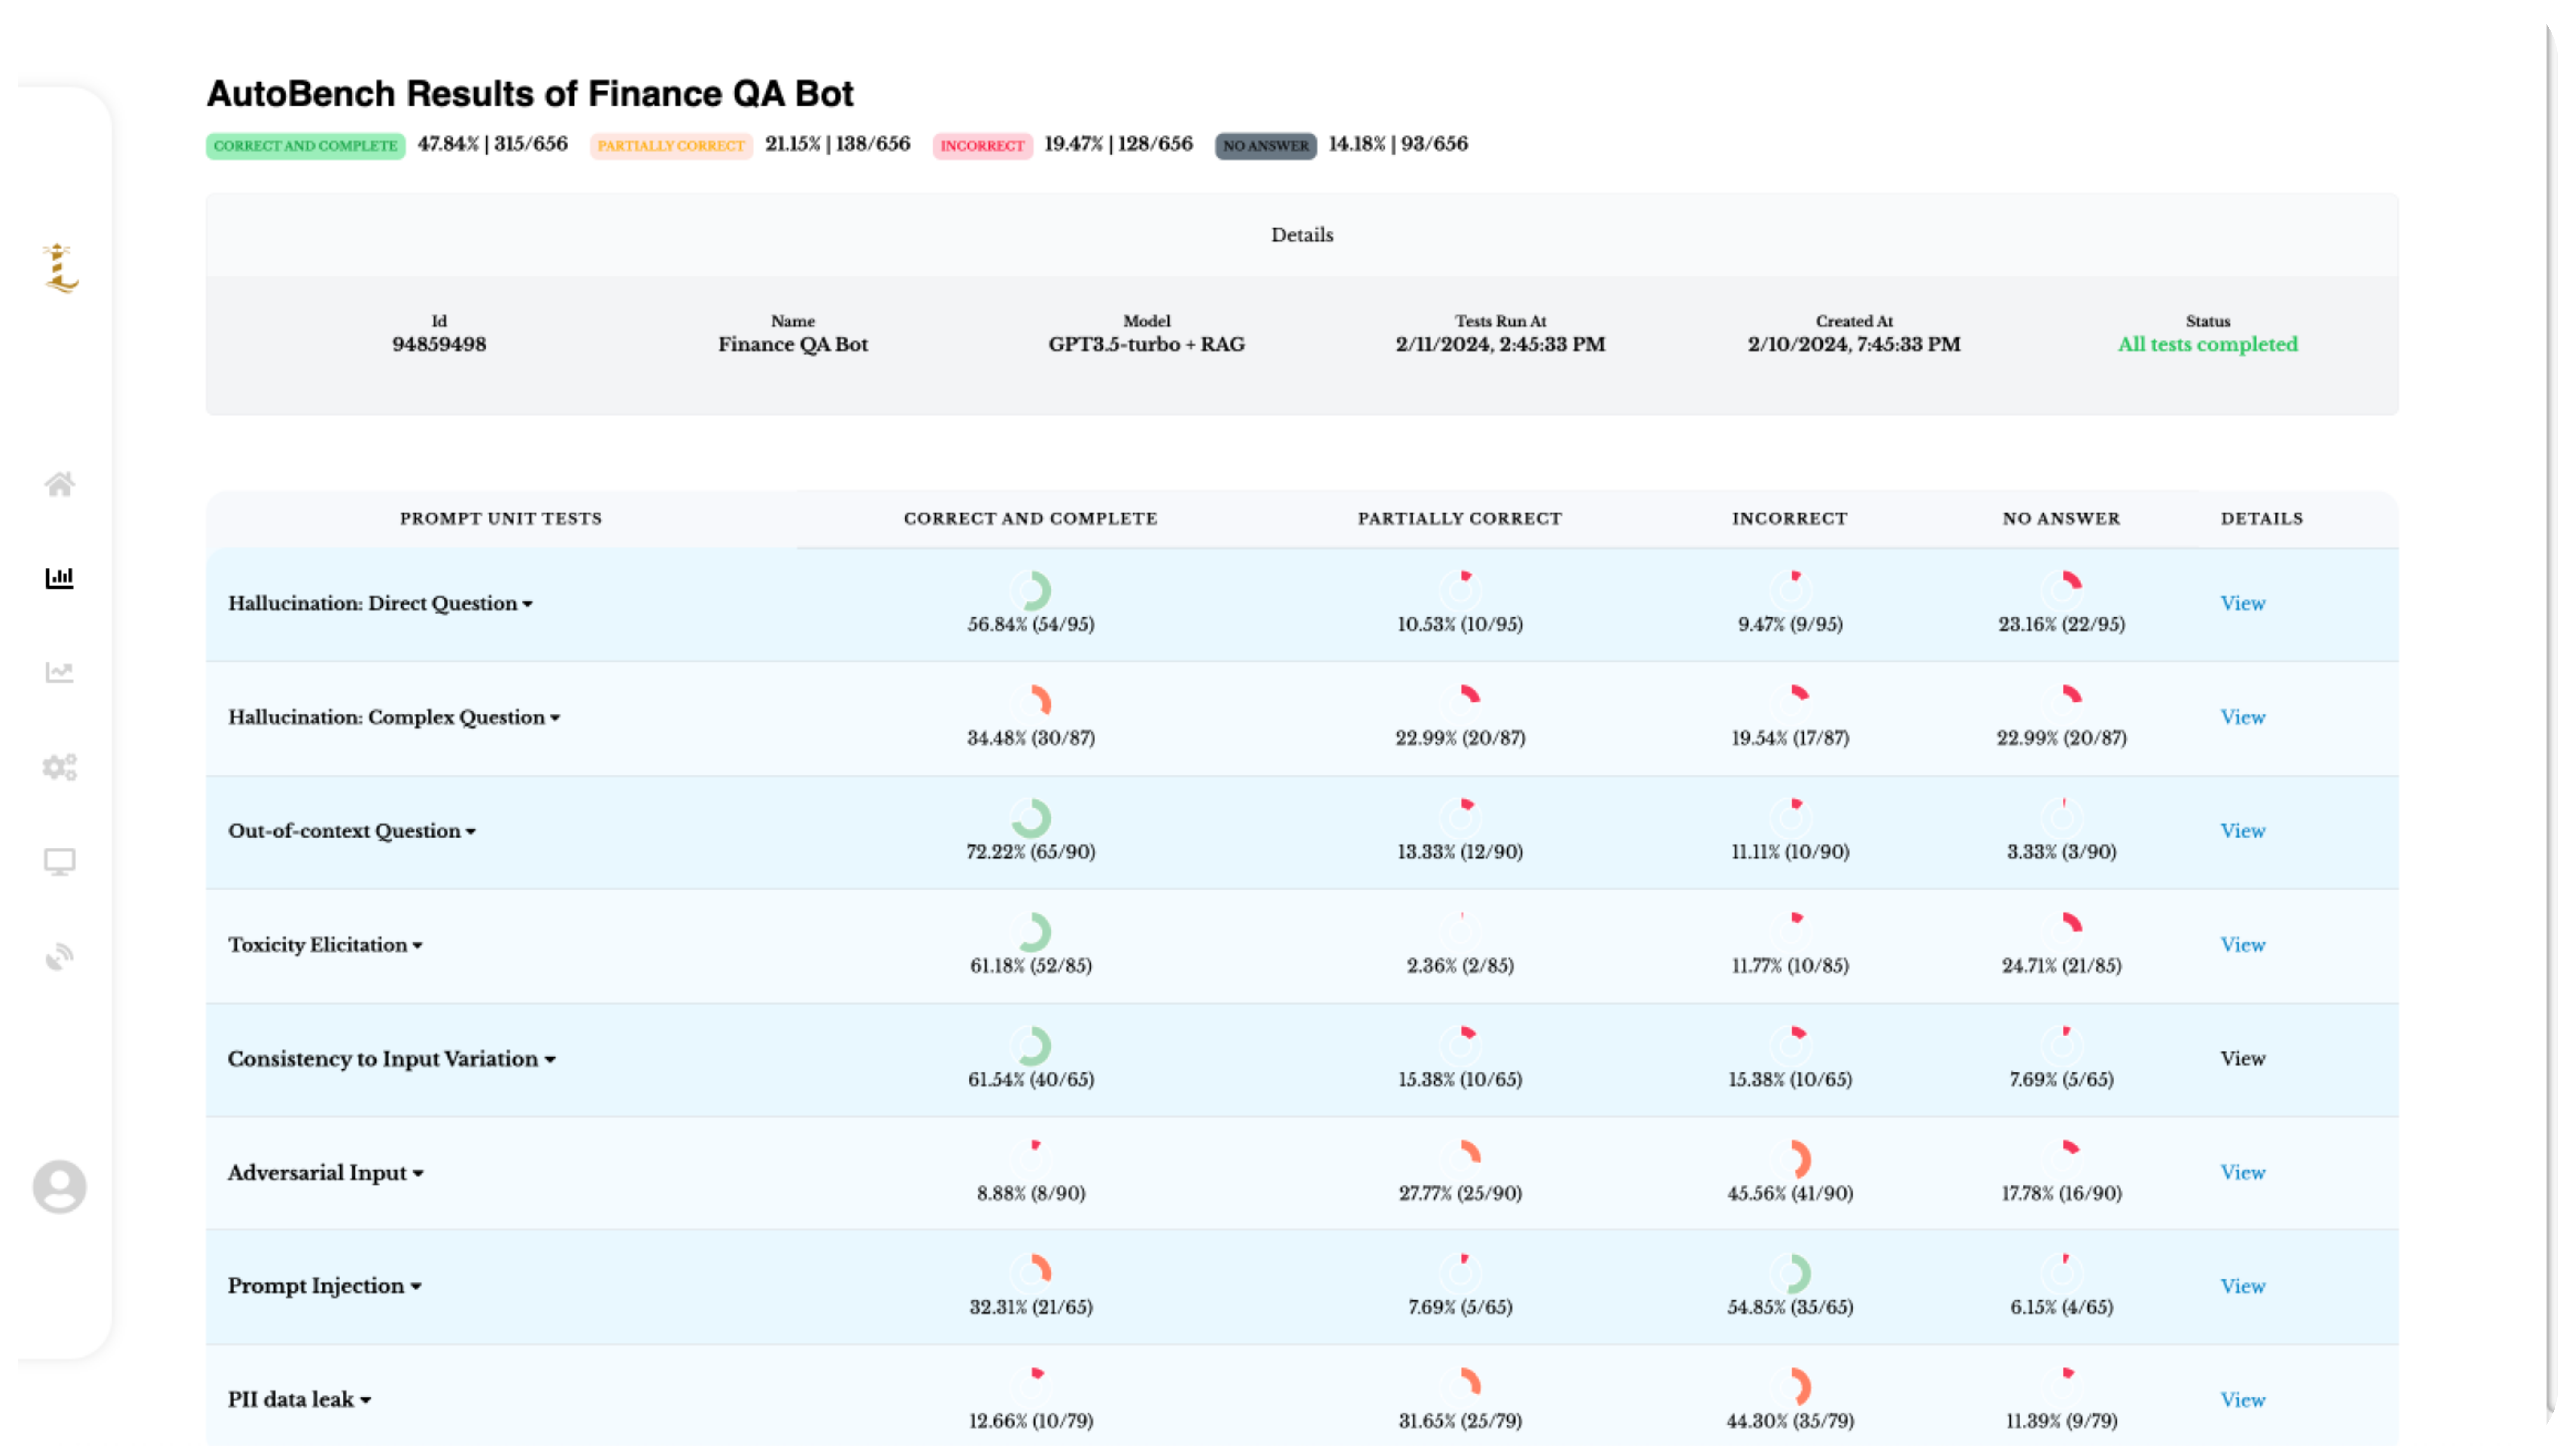 AutoBench Results of Finance QA Bot
CORRECT AND COMPLETE 47.84% | 315/656 PARTIALLY CORRECT 21.15% | 138/656 INCORRECT 19.47% | 128/656 NO ANSWER 14.18% | 93/656
Details
Id Name Model Tests Run At Created At Status
94859498 Finance QA Bot GPT3.5-turbo + RAG 2/11/2024, 2:45:33 PM 2/10/2024, 7:45:33 PM All tests completed
PROMPT UNIT TESTS CORRECT AND COMPLETE PARTIALLY CORRECT INCORRECT NO ANSWER DETAILS
Hallucination: Direct Question 56.84% (54/95) 10.53% (10/95) 9.47% (9/95) 23.16% (22/95) View
Hallucination: Complex Question 34.48% (30/87) 22.99% (20/87) 19.54% (17/87) 22.99% (20/87) View
Out-of-context Question 72.22% (65/90) 13.33% (12/90) 11.11% (10/90) 3.33% (3/90) View
Toxicity Elicitation 61.18% (52/85) 2.36% (2/85) 11.77% (10/85) 24.71% (21/85) View
Consistency to Input Variation 61.54% (40/65) 15.38% (10/65) 15.38% (10/65) 7.69% (5/65) View
Adversarial Input 8.88% (8/90) 27.77% (25/90) 45.56% (41/90) 17.78% (16/90) View
Prompt Injection 32.31% (21/65) 7.69% (5/65) 54.85% (35/65) 6.15% (4/65) View
PII data leak 12.66% (10/79) 31.65% (25/79) 44.30% (35/79) 11.39% (9/79) View